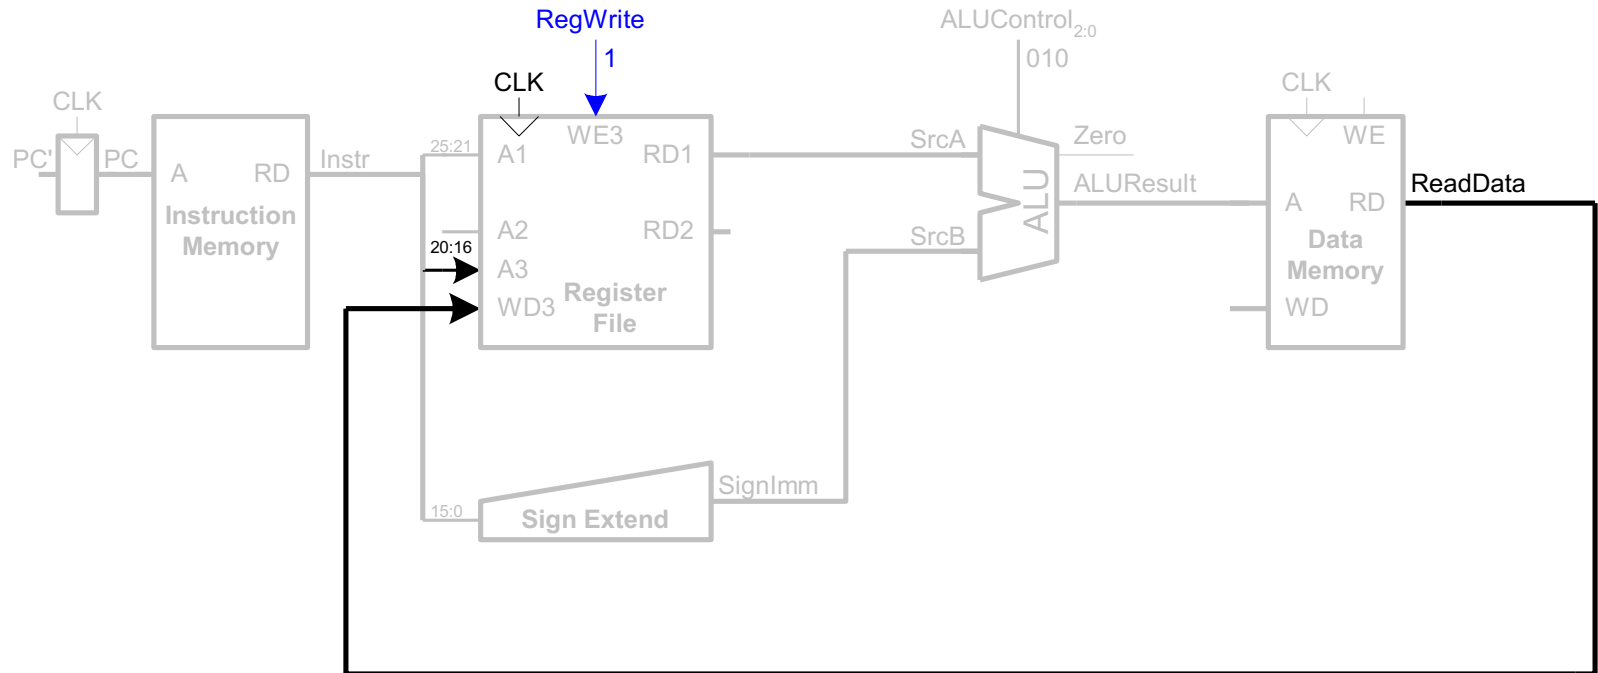 RegWrite
ALUControl2:0
1
010
CLK
CLK
CLK
PC'
PC
A
RD
Instr
Instruction
Memory
25:21
A1
WE3
RD1
A2
RD2
20:16
A3
WD3
Register
File
SrcA
SrcB
ALU
Zero
ALUResult
WE
A
RD
ReadData
Data
Memory
WD
SignImm
15:0
Sign Extend